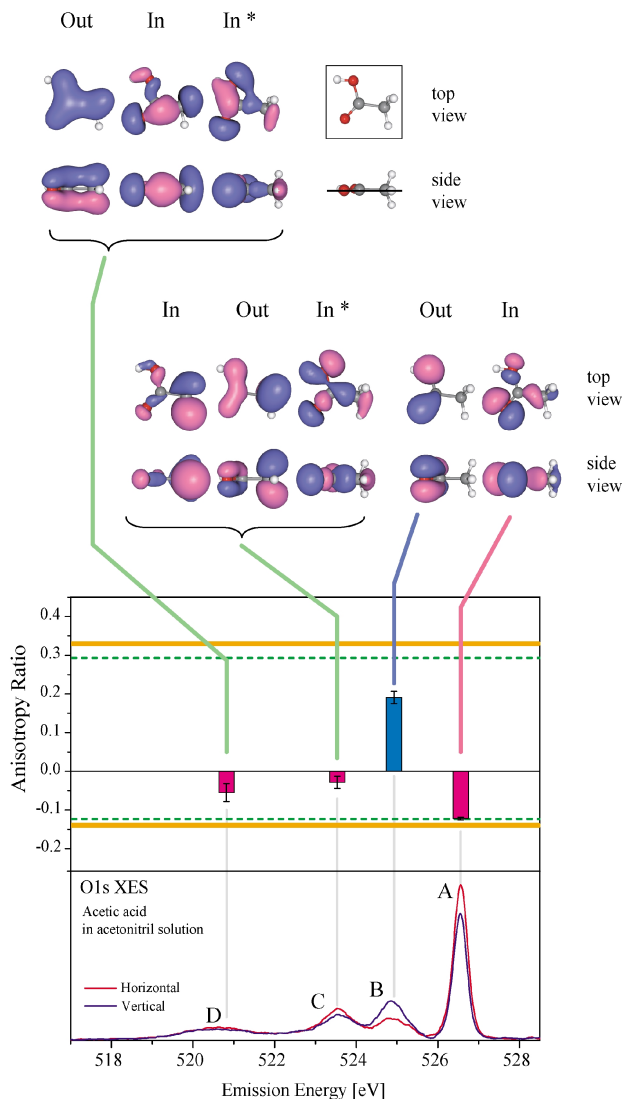 Out In In *
top
view
side
view
In Out In * Out In
top
view
side
view
Anisotropy Ratio
0.4
0.3
0.2
0.1
0.0
-0.1
-0.2
O1s XES
Acetic acid
in acetonitril solution
Horizontal
Vertical
A
B
C
D
518 520 522 524 526 528
Emission Energy [eV]